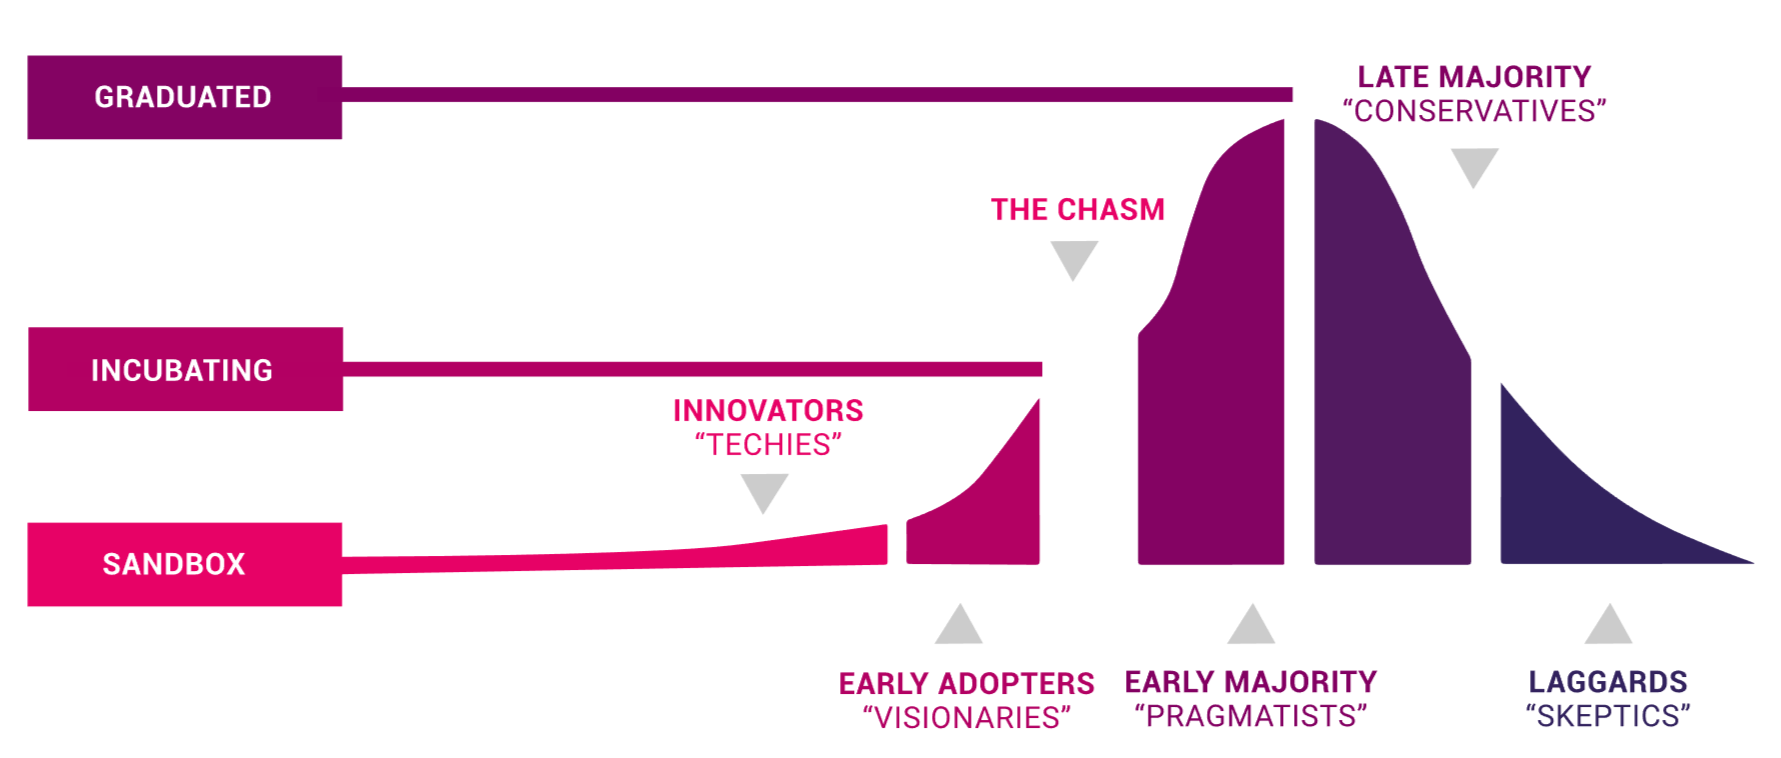 GRADUATED
LATE MAJORITY
“CONSERVATIVES”
THE CHASM
INCUBATING
INNOVATORS
“TECHIES”
SANDBOX
EARLY ADOPTERS
“VISIONARIES”
EARLY MAJORITY
“PRAGMATISTS”
LAGGARDS
“SKEPTICS”